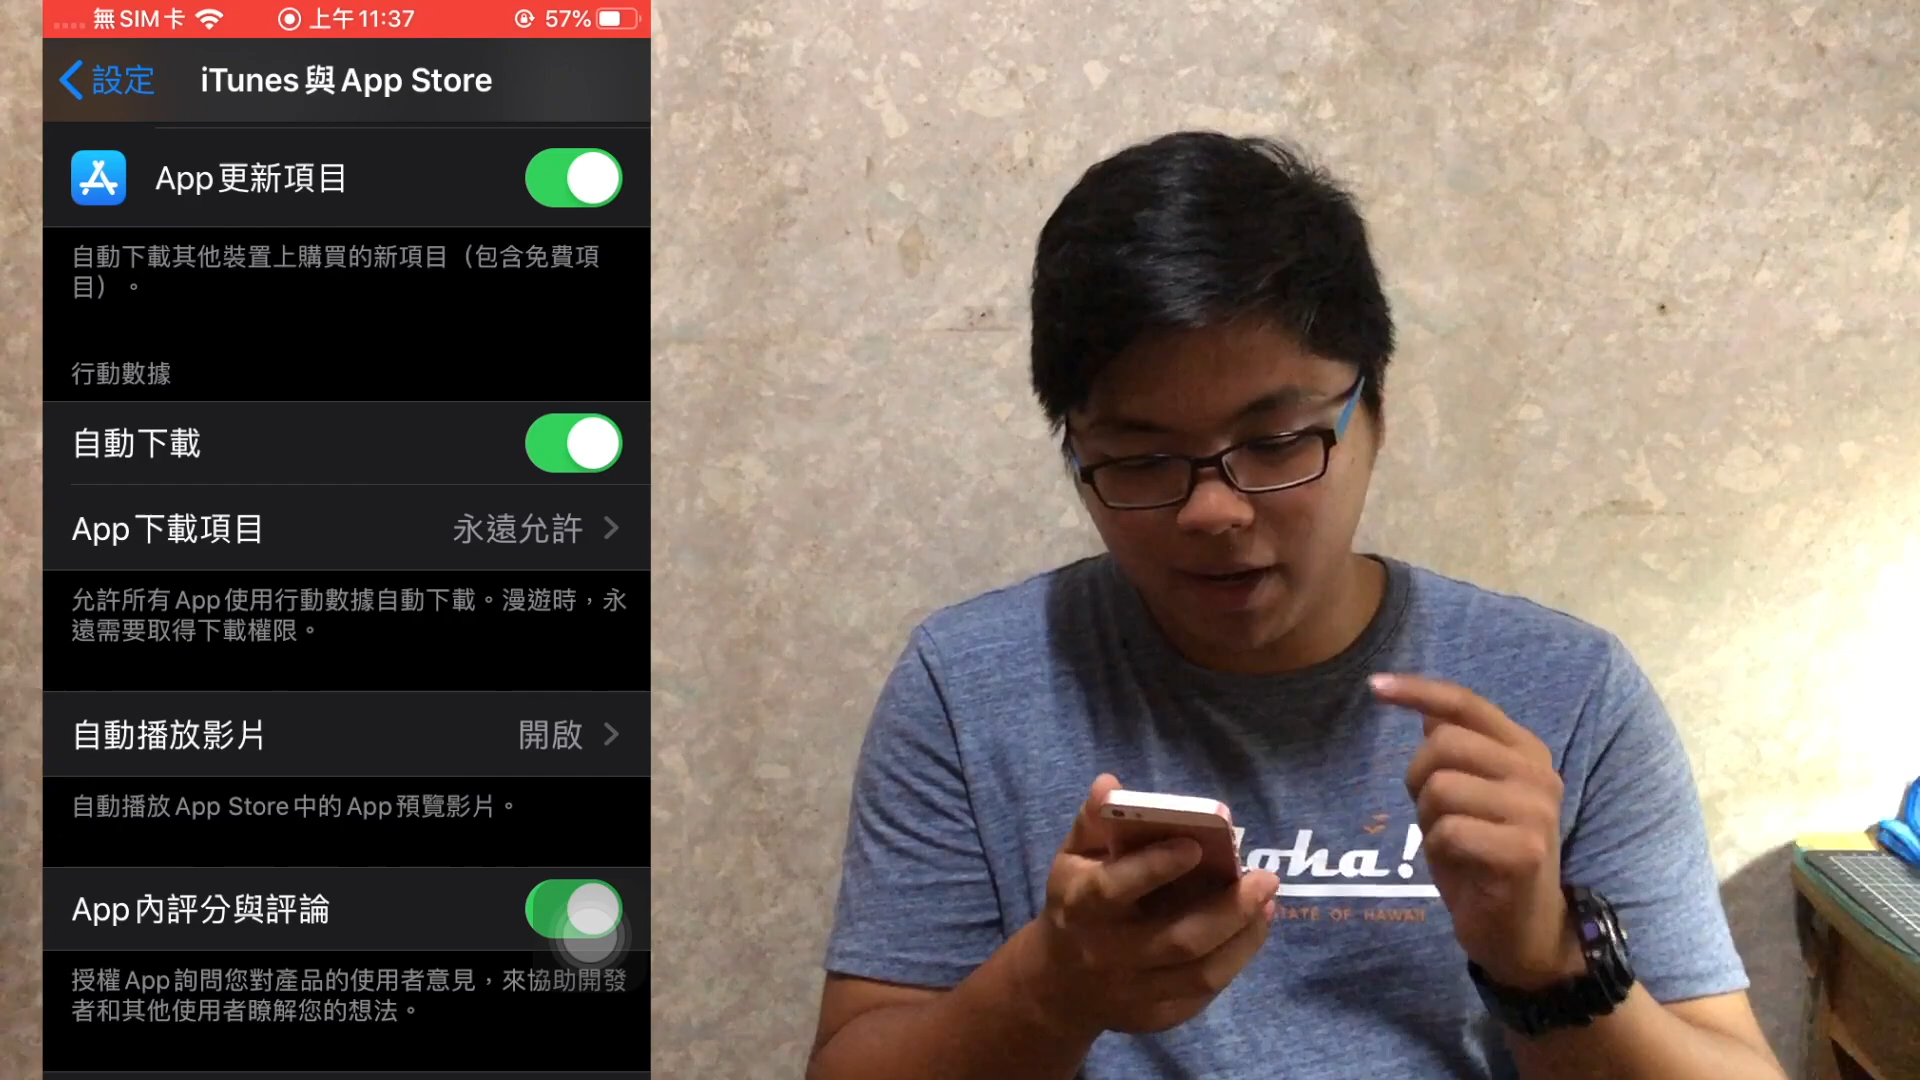 無SIM卡 上午11:37 57%
設定 iTunes與App Store
App更新項目
自動下載其他裝置上購買的新項目（包含免費項
目）。
行動數據
自動下載
App下載項目 永遠允許
允許所有App使用行動數據自動下載。漫遊時，永
遠需要取得下載權限。
自動播放影片 開啟
自動播放App Store中的App預覽影片。
App內評分與評論
授權App詢問您對產品的使用者意見，來協助開發
者和其他使用者瞭解您的想法。
loha!
STATE OF HAWAII